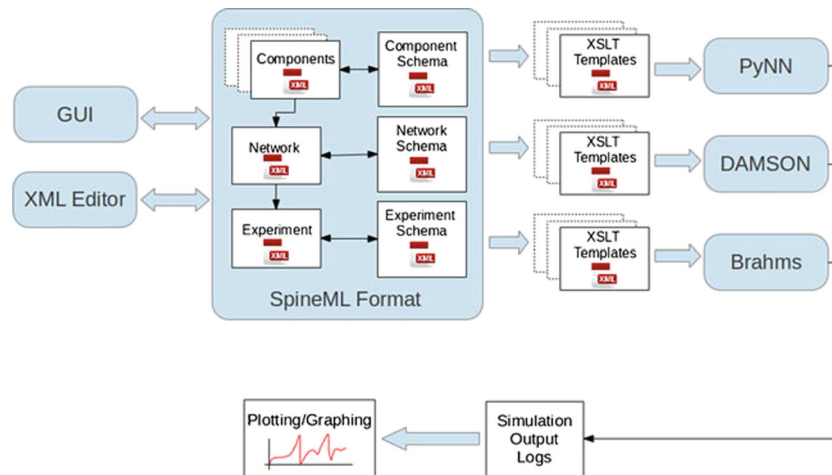 GUI
XML Editor
Components
XML
Component
Schema
XML
Network
XML
Network
Schema
XML
Experiment
XML
Experiment
Schema
XML
SpineML Format
XSLT
Templates
XML
XSLT
Templates
XML
XSLT
Templates
XML
PyNN
DAMSON
Brahms
Plotting/Graphing
Simulation
Output
Logs